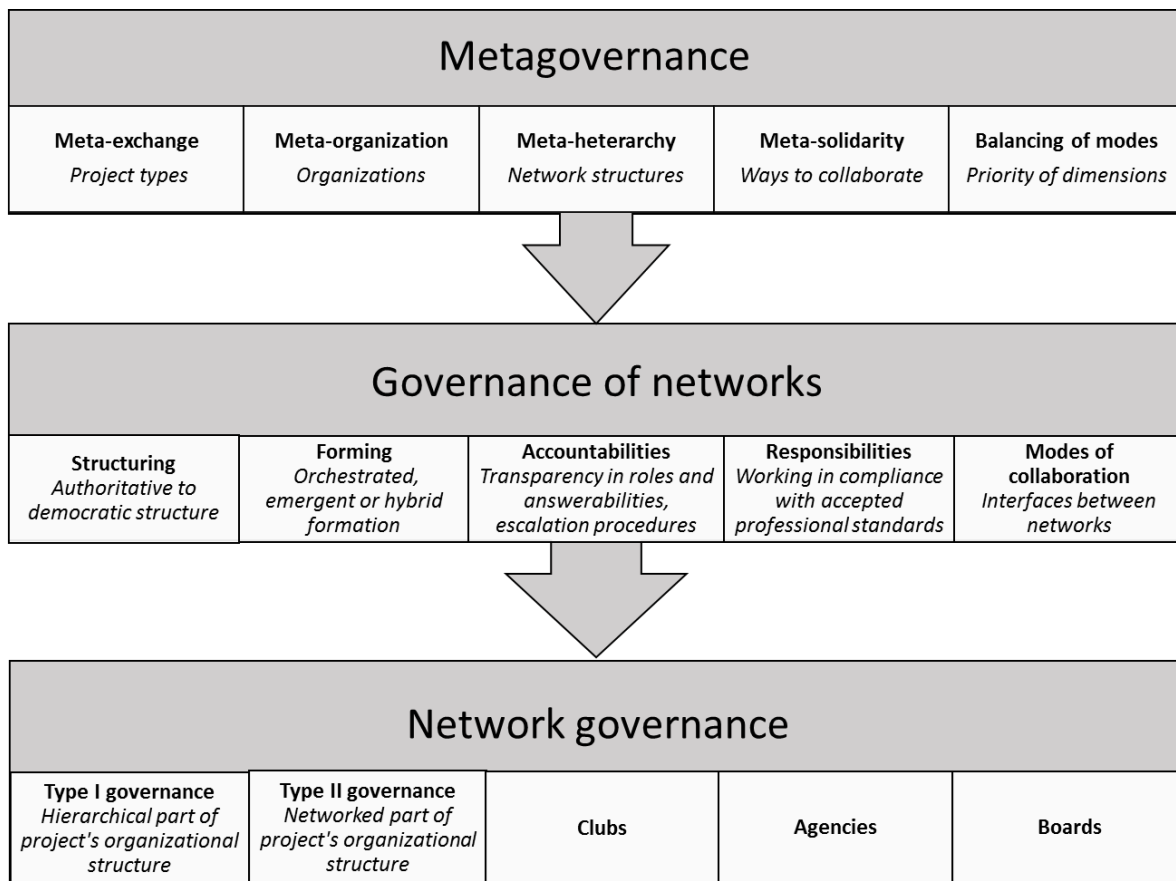 Metagovernance
Meta-exchange
Project types
Meta-organization
Organizations
Meta-heterarchy
Network structures
Meta-solidarity
Ways to collaborate
Balancing of modes
Priority of dimensions
Governance of networks
Structuring
Authoritative to
democratic structure
Forming
Orchestrated,
emergent or hybrid
formation
Accountabilities
Transparency in roles and
answerabilities,
escalation procedures
Responsibilities
Working in compliance
with accepted
professional standards
Modes of
collaboration
Interfaces between
networks
Network governance
Type I governance
Hierarchical part of
project's organizational
structure
Type II governance
Networked part of
project's organizational
structure
Clubs
Agencies
Boards